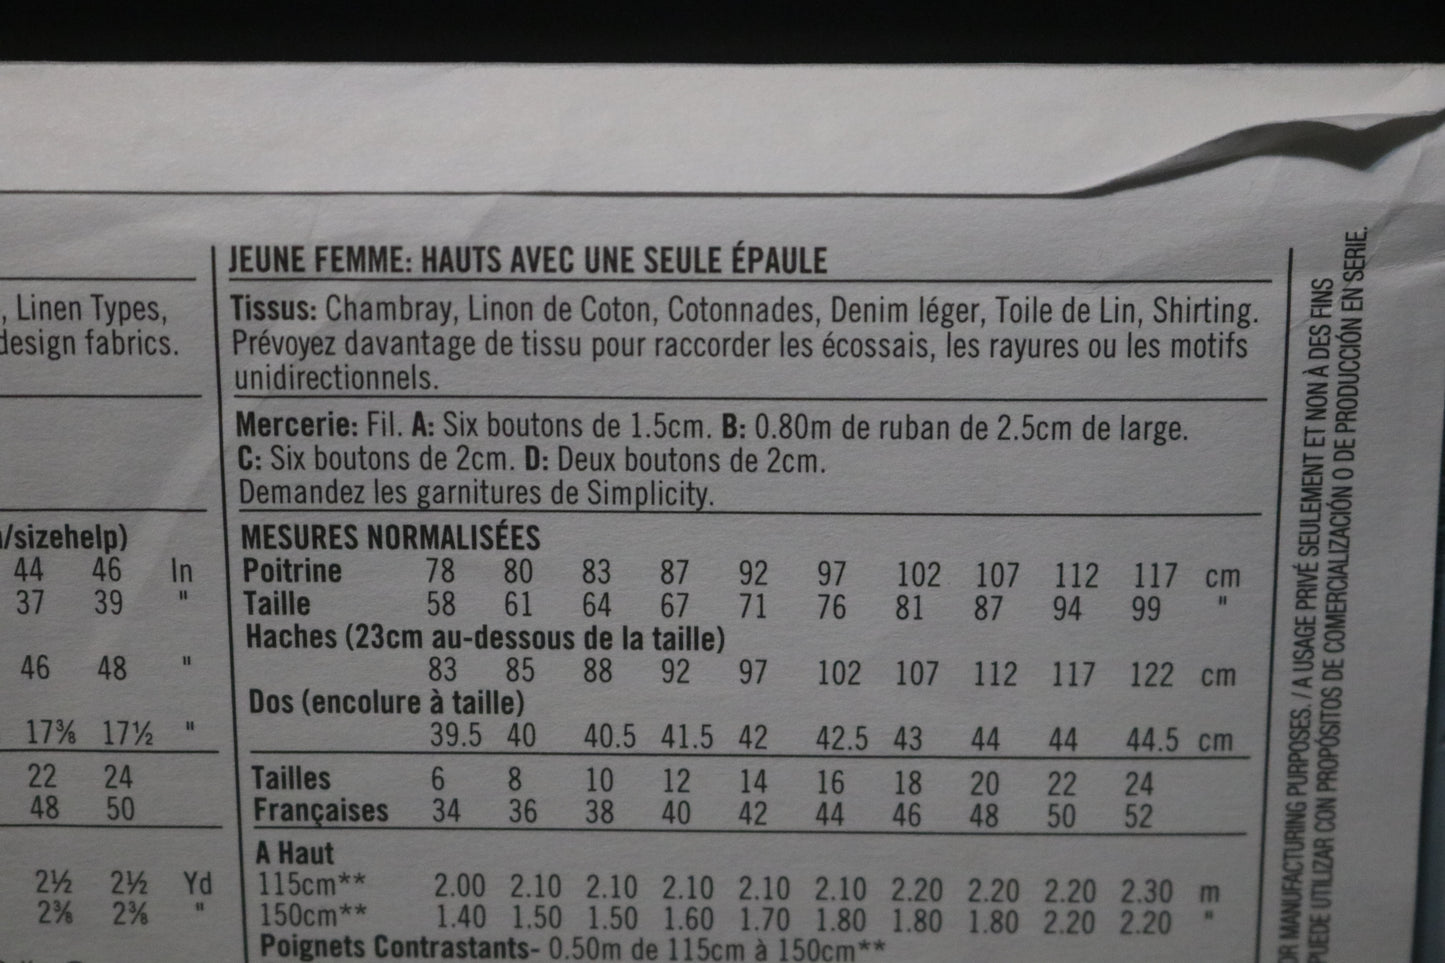 , Linen Types,
design fabrics.
/sizehelp)
44 46 In
37 39 "
46 48 "
17⅜ 17½ "
22 24
48 50
2½ 2½ Yd
2⅜ 2⅜ "
JEUNE FEMME: HAUTS AVEC UNE SEULE ÉPAULE
Tissus: Chambray, Linon de Coton, Cotonnades, Denim léger, Toile de Lin, Shirting.
Prévoyez davantage de tissu pour raccorder les écossais, les rayures ou les motifs
unidirectionnels.
Mercerie: Fil. A: Six boutons de 1.5cm. B: 0.80m de ruban de 2.5cm de large.
C: Six boutons de 2cm. D: Deux boutons de 2cm.
Demandez les garnitures de Simplicity.
MESURES NORMALISÉES
Poitrine 78 80 83 87 92 97 102 107 112 117 cm
Taille 58 61 64 67 71 76 81 87 94 99 "
Haches (23cm au-dessous de la taille)
83 85 88 92 97 102 107 112 117 122 cm
Dos (encolure à taille)
39.5 40 40.5 41.5 42 42.5 43 44 44 44.5 cm
Tailles 6 8 10 12 14 16 18 20 22 24
Françaises 34 36 38 40 42 44 46 48 50 52
A Haut
115cm** 2.00 2.10 2.10 2.10 2.10 2.10 2.20 2.20 2.20 2.30 m
150cm** 1.40 1.50 1.50 1.60 1.70 1.80 1.80 1.80 2.20 2.20 "
Poignets Contrastants- 0.50m de 115cm à 150cm**
OR MANUFACTURING PURPOSES. / A USAGE PRIVÉ SEULEMENT ET NON À DES FINS
PUEDE UTILIZAR CON PROPÓSITOS DE COMERCIALIZACIÓN O DE PRODUCCIÓN EN SERIE.